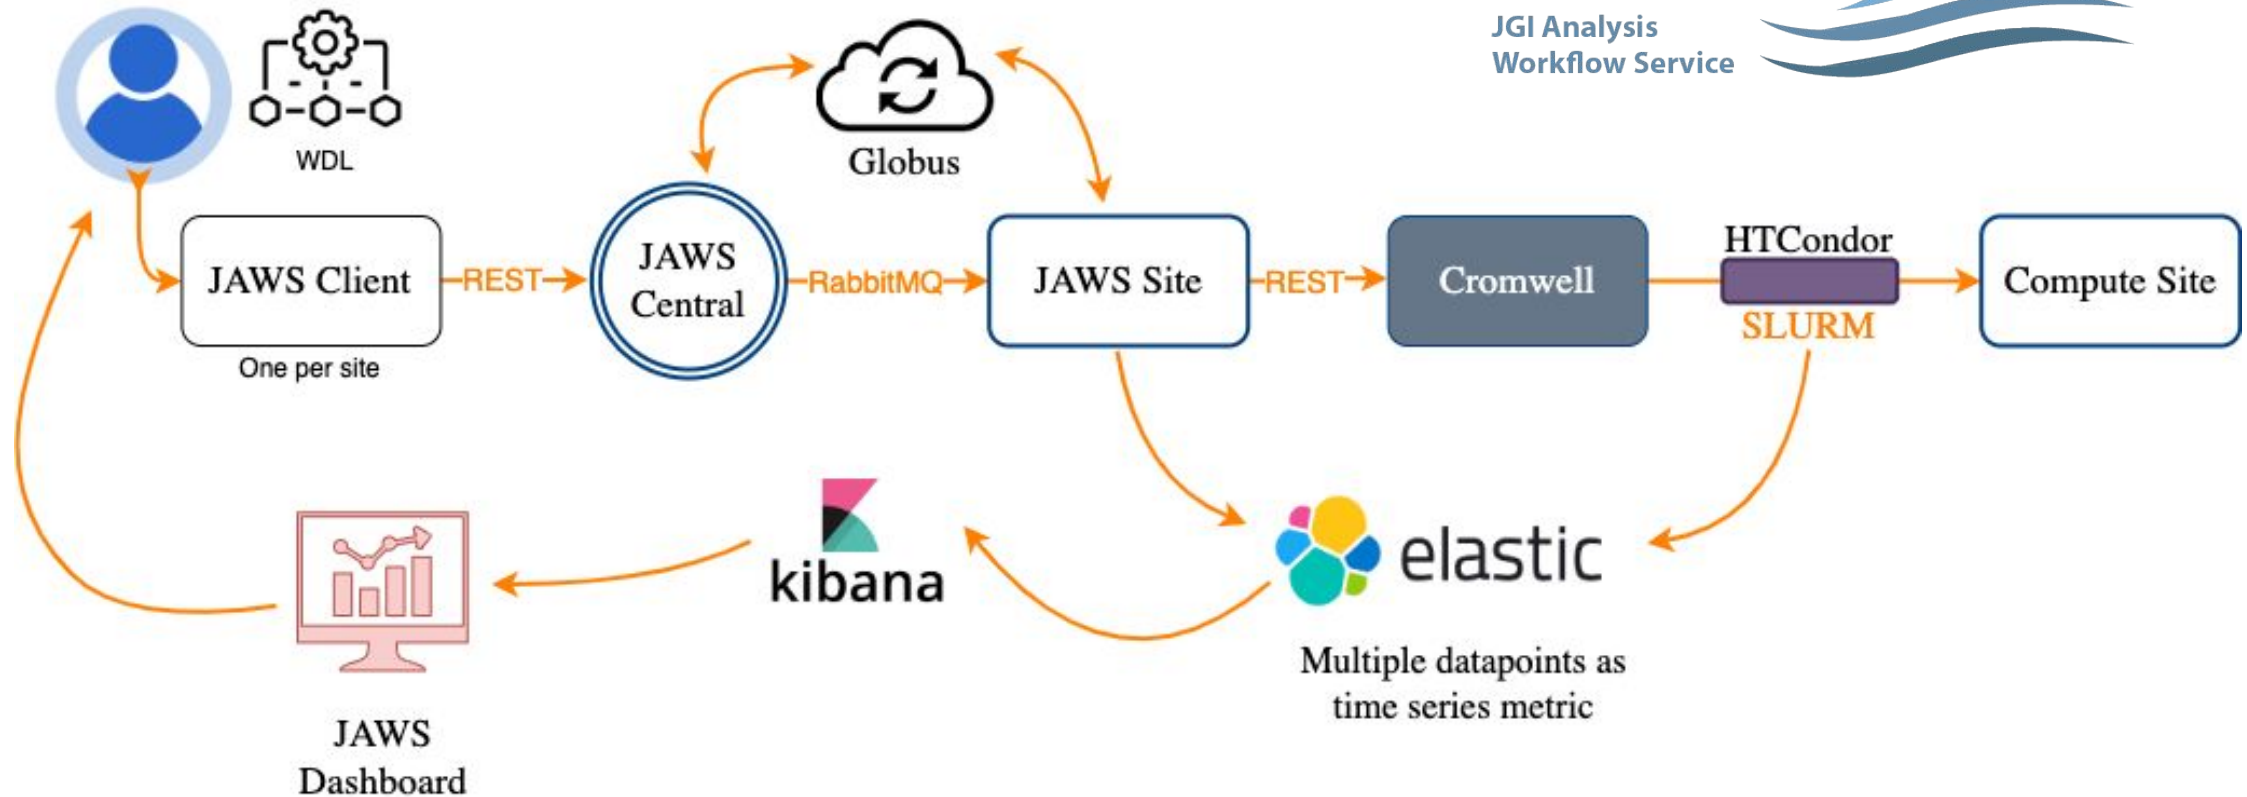 JGI Analysis
Workflow Service
WDL
Globus
JAWS Client
One per site
REST
JAWS
Central
RabbitMQ
JAWS Site
REST
Cromwell
HTCondor
SLURM
Compute Site
kibana
elastic
Multiple datapoints as
time series metric
JAWS
Dashboard